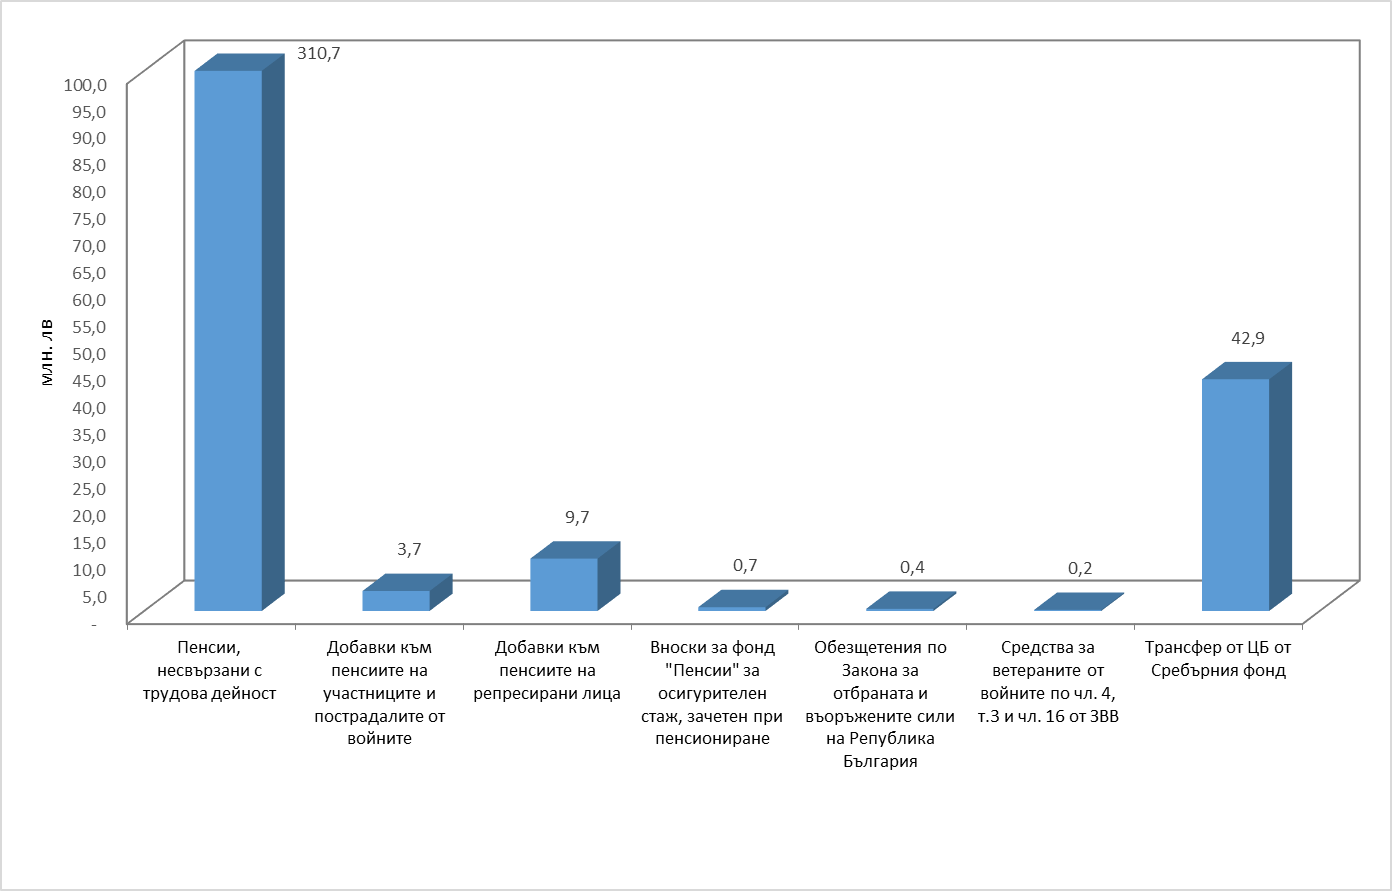 310,7
100,0
95,0
90,0
85,0
80,0
75,0
70,0
65,0
60,0
55,0
50,0
45,0
40,0
35,0
30,0
25,0
20,0
15,0
10,0
5,0
-
млн. лв
3,7
9,7
0,7
0,4
0,2
42,9
Пенсии,
несвързани с
трудова дейност
Добавки към
пенсиите на
участниците и
пострадалите от
войните
Добавки към
пенсиите на
репресирани лица
Вноски за фонд
"Пенсии" за
осигурителен
стаж, зачетен при
пенсиониране
Обезщетения по
Закона за
отбраната и
въоръжените сили
на Република
България
Средства за
ветераните от
войните по чл. 4,
т.3 и чл. 16 от ЗВВ
Трансфер от ЦБ от
Сребърния фонд